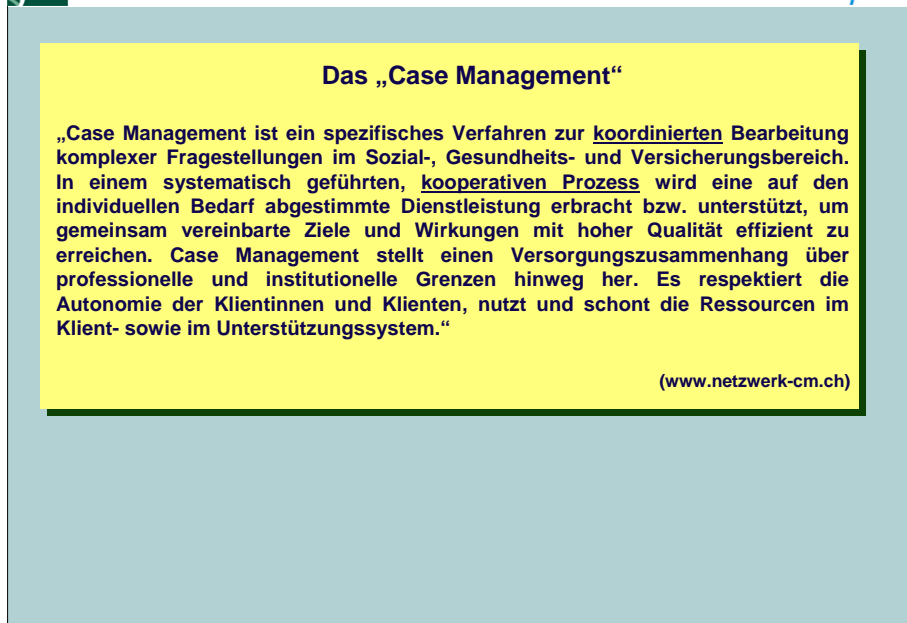 Das „Case Management“
„Case Management ist ein spezifisches Verfahren zur koordinierten Bearbeitung
komplexer Fragestellungen im Sozial-, Gesundheits- und Versicherungsbereich.
In einem systematisch geführten, kooperativen Prozess wird eine auf den
individuellen Bedarf abgestimmte Dienstleistung erbracht bzw. unterstützt, um
gemeinsam vereinbarte Ziele und Wirkungen mit hoher Qualität effizient zu
erreichen. Case Management stellt einen Versorgungszusammenhang über
professionelle und institutionelle Grenzen hinweg her. Es respektiert die
Autonomie der Klientinnen und Klienten, nutzt und schont die Ressourcen im
Klient- sowie im Unterstützungssystem.“
(www.netzwerk-cm.ch)